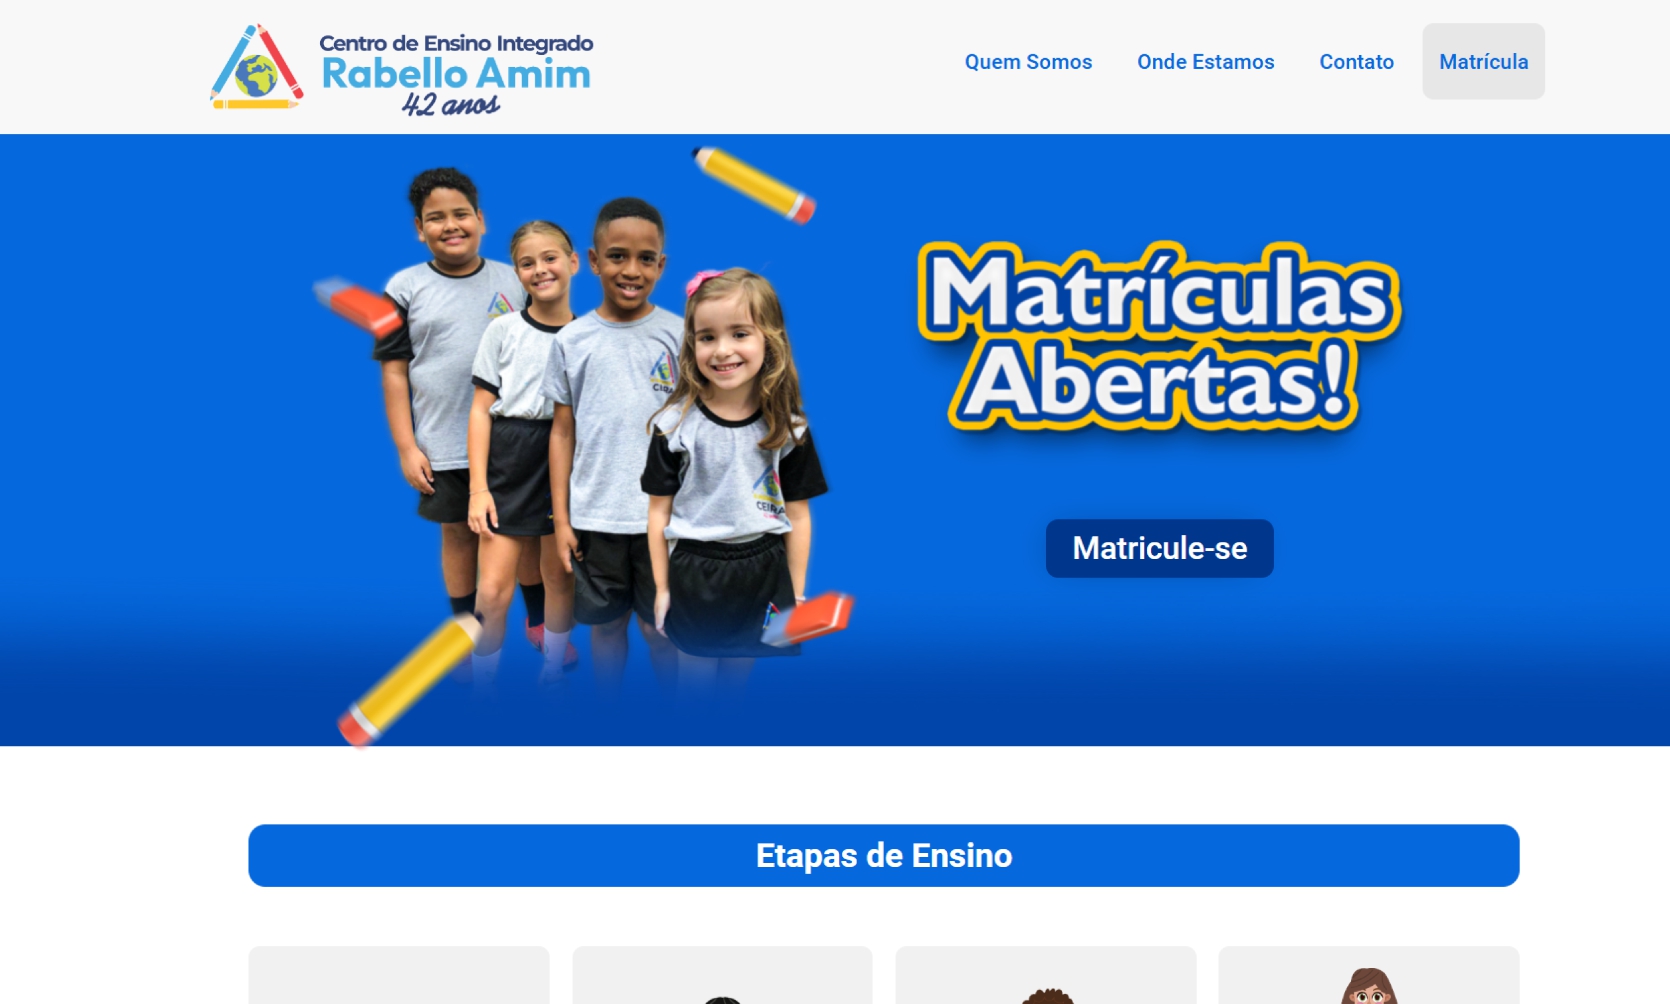 Centro de Ensino Integrado
Rabello Amim
42 anos
Quem Somos
Onde Estamos
Contato
Matrícula
Matrículas
Abertas!
CEIRA
Matricule-se
Etapas de Ensino